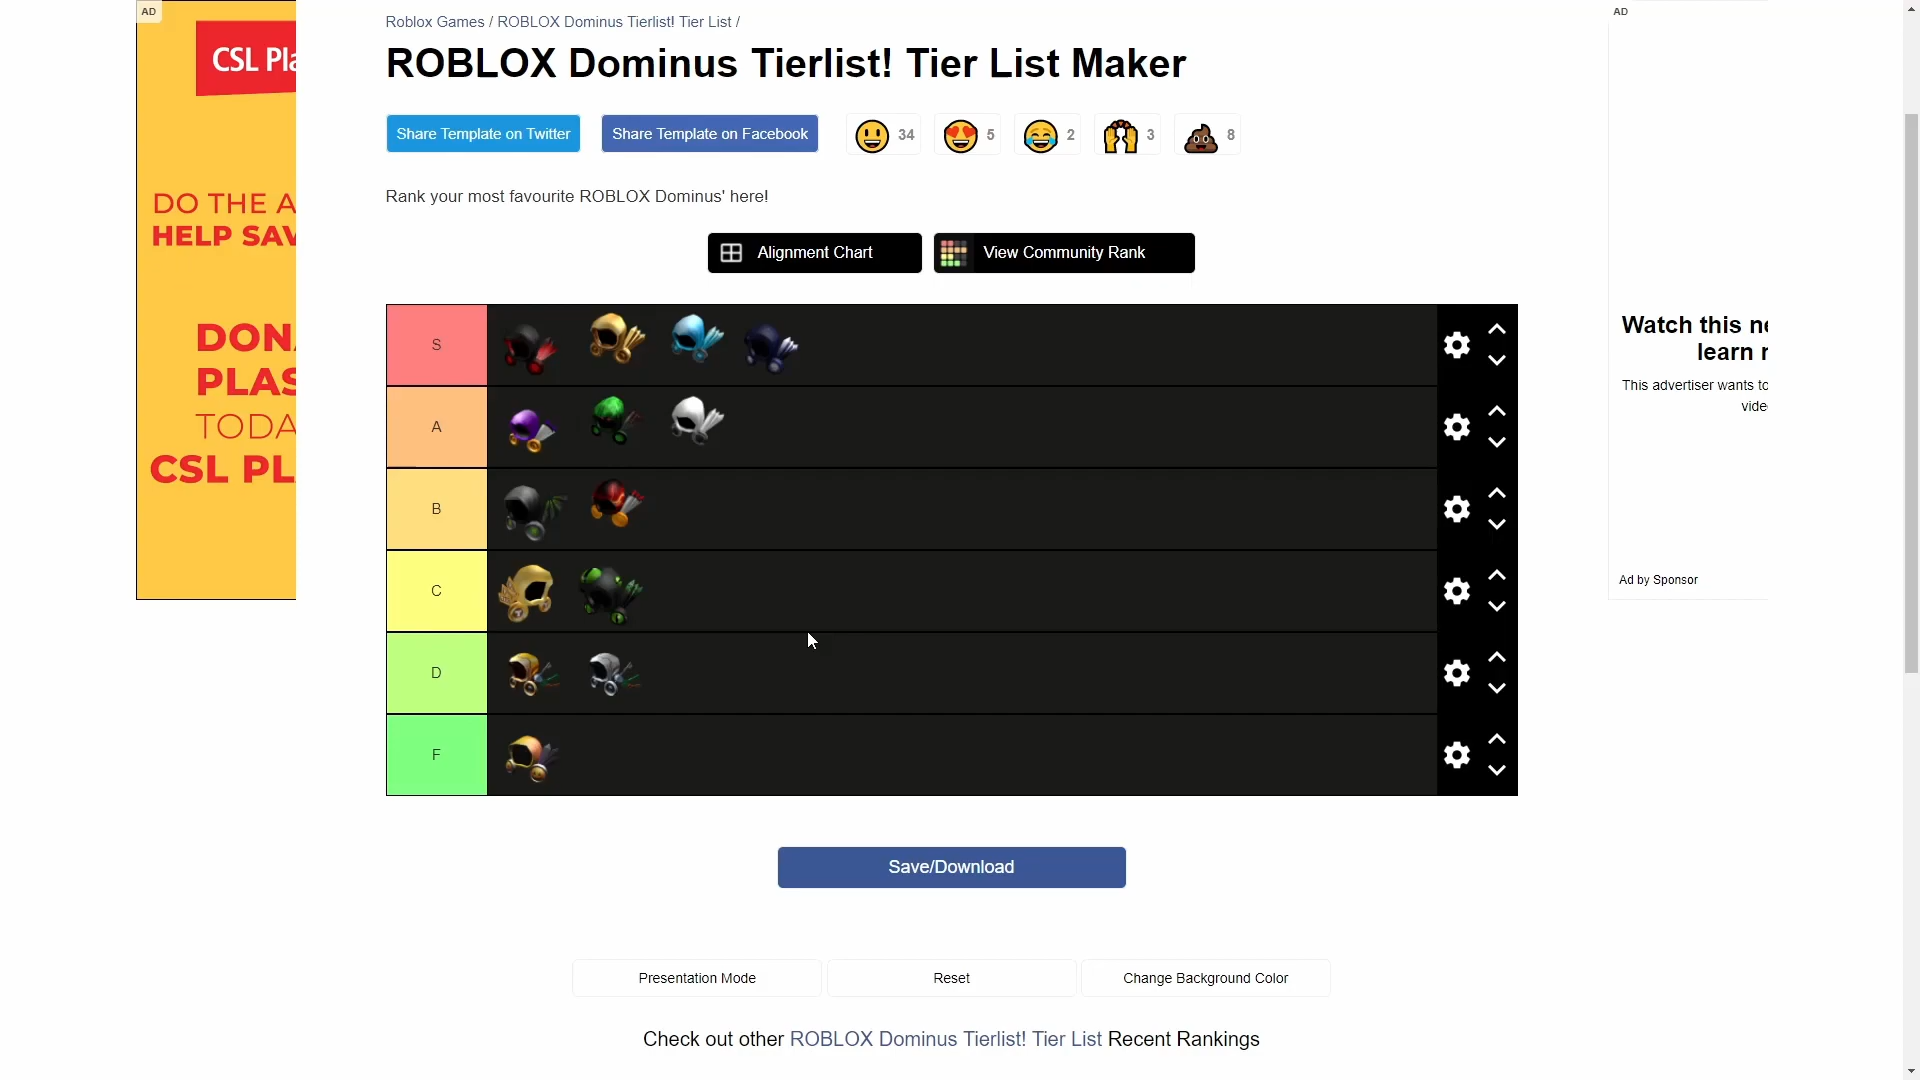 AD
CSL Pla
DO THE A
HELP SAV
DON
PLAS
TODA
CSL PL
Roblox Games / ROBLOX Dominus Tierlist! Tier List /
ROBLOX Dominus Tierlist! Tier List Maker
Share Template on Twitter
Share Template on Facebook
34
5
2
3
8
Rank your most favourite ROBLOX Dominus' here!
Alignment Chart
View Community Rank
S
A
B
C
D
F
Save/Download
Presentation Mode
Reset
Change Background Color
Check out other ROBLOX Dominus Tierlist! Tier List Recent Rankings
AD
Watch this ne
learn r
This advertiser wants to
vide
Ad by Sponsor